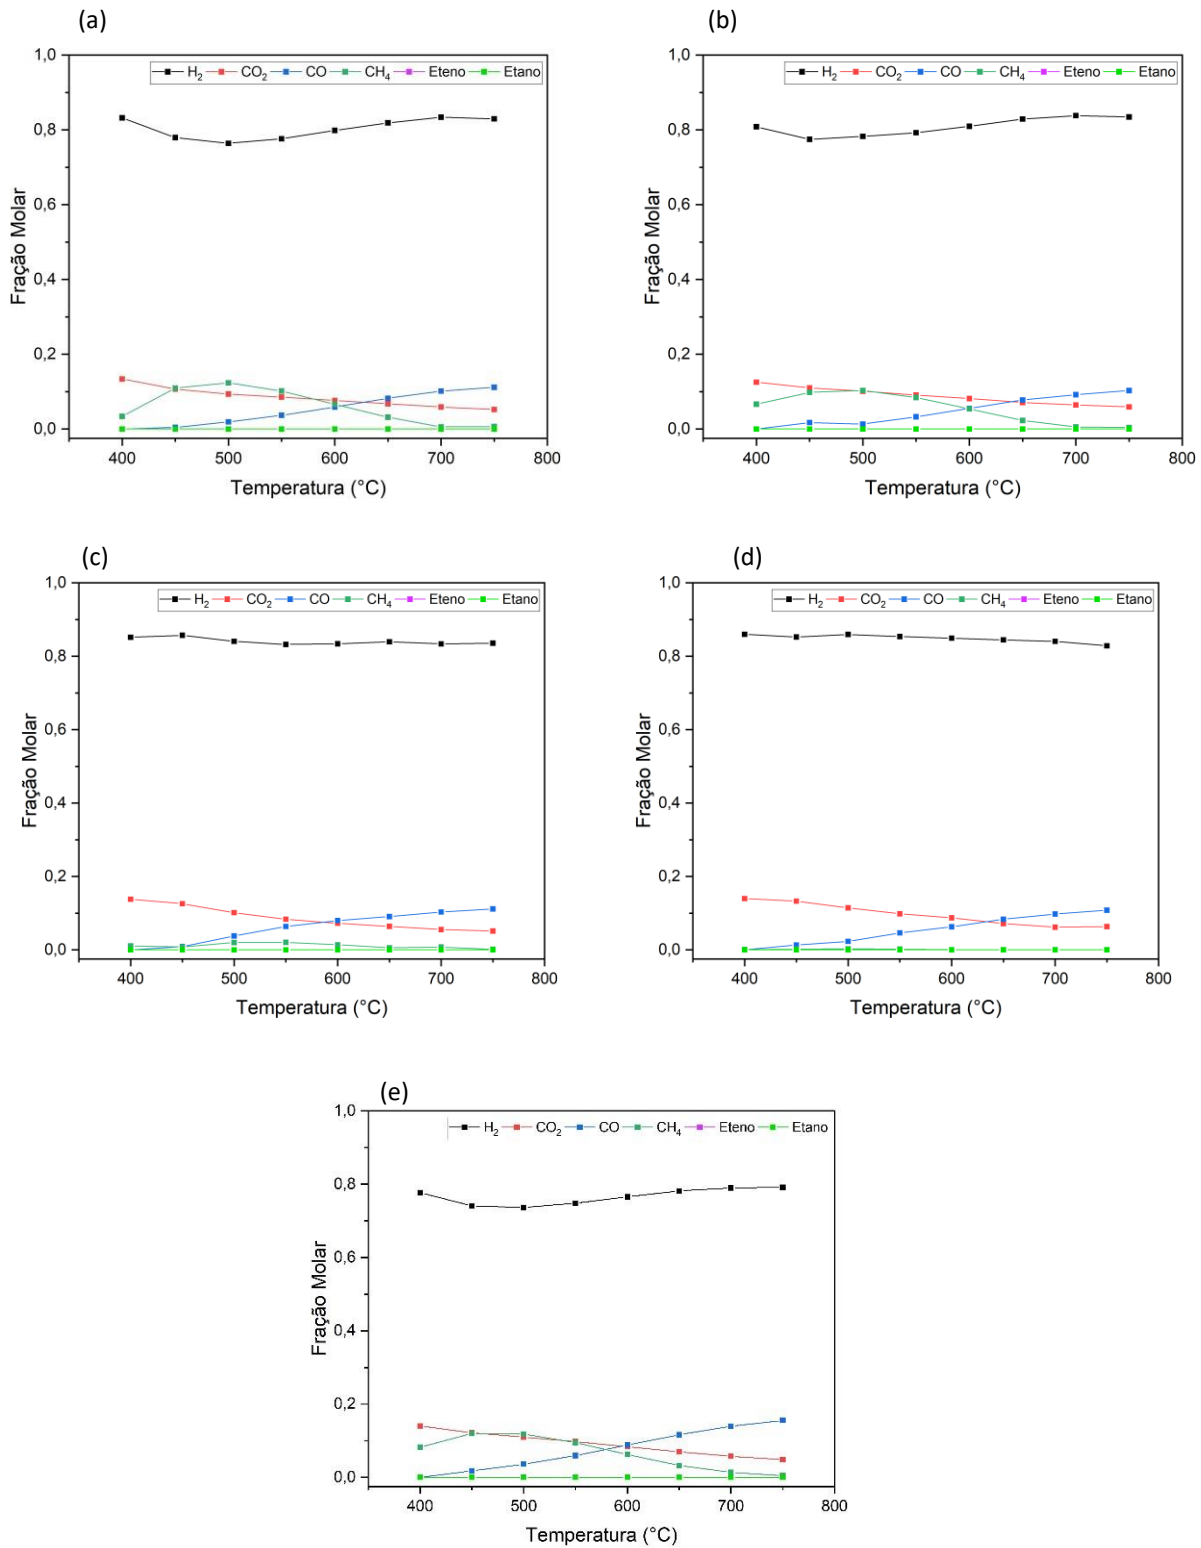 (a)
H₂ CO₂ CO CH₄ Eteno Etano
1,0
0,8
0,6
0,4
0,2
0,0
Fração Molar
400 500 600 700 800
Temperatura (°C)
(b)
H₂ CO₂ CO CH₄ Eteno Etano
1,0
0,8
0,6
0,4
0,2
0,0
Fração Molar
400 500 600 700 800
Temperatura (°C)
(c)
H₂ CO₂ CO CH₄ Eteno Etano
1,0
0,8
0,6
0,4
0,2
0,0
Fração Molar
400 500 600 700 800
Temperatura (°C)
(d)
H₂ CO₂ CO CH₄ Eteno Etano
1,0
0,8
0,6
0,4
0,2
0,0
Fração Molar
400 500 600 700 800
Temperatura (°C)
(e)
H₂ CO₂ CO CH₄ Eteno Etano
1,0
0,8
0,6
0,4
0,2
0,0
Fração Molar
400 500 600 700 800
Temperatura (°C)